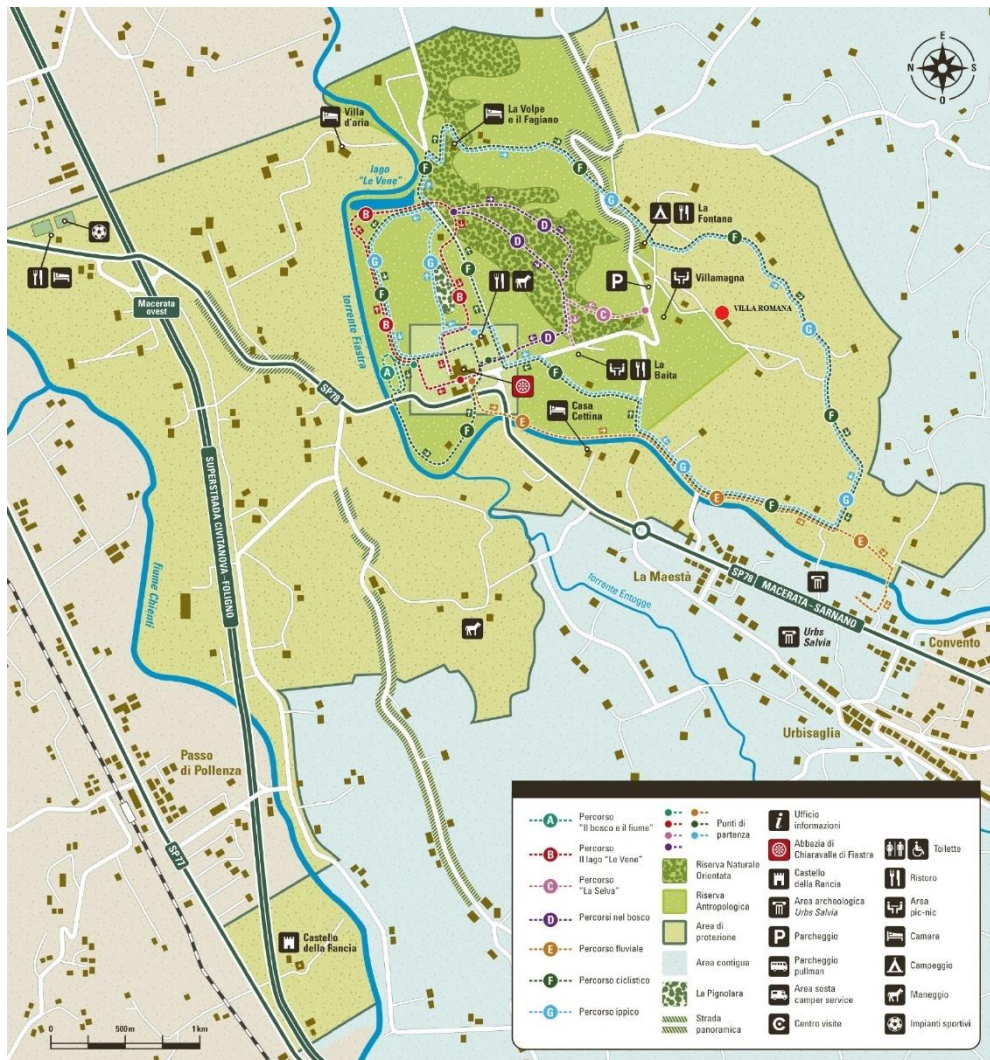 E
N
S
O
La Volpe
e il Fagiano
Villa
d'aria
lago
"Le Vene"
F
F
G
B
D
D
La
Fontana
F
G
G
F
B
F
P
Villamagna
VILLA ROMANA
Macerata
ovest
torrente Fiastra
B
C
D
G
A
La
Baita
SP78
Casa
Cettina
E
F
F
G
E
F
G
E
SUPERSTRADA CIVITANOVA-FOLIGNO
fiume Chienti
La Maestà
SP78 MACERATA-SARNANO
torrente Entogge
Urbs
Salvia
Convento
Urbisaglia
Passo
di Pollenza
SP77
Castello
della Rancia
0 500m 1 km
A
Percorso
"Il bosco e il fiume"
B
Percorso
Il lago "Le Vene"
C
Percorso
"La Selva"
D
Percorsi nel bosco
E
Percorso fluviale
F
Percorso ciclistico
G
Percorso ippico
Punti di
partenza
Riserva Naturale
Orientata
Riserva
Antropologica
Area di
protezione
Area contigua
La Pignolara
Strada
panoramica
i
Ufficio
informazioni
Abbazia di
Chiaravalle di Fiastra
Castello
della Rancia
Area archeologica
Urbs Salvia
P
Parcheggio
Parcheggio
pullman
Area sosta
camper service
C
Centro visite
Toilette
Ristoro
Area
pic-nic
Camere
Campeggio
Maneggio
Impianti sportivi